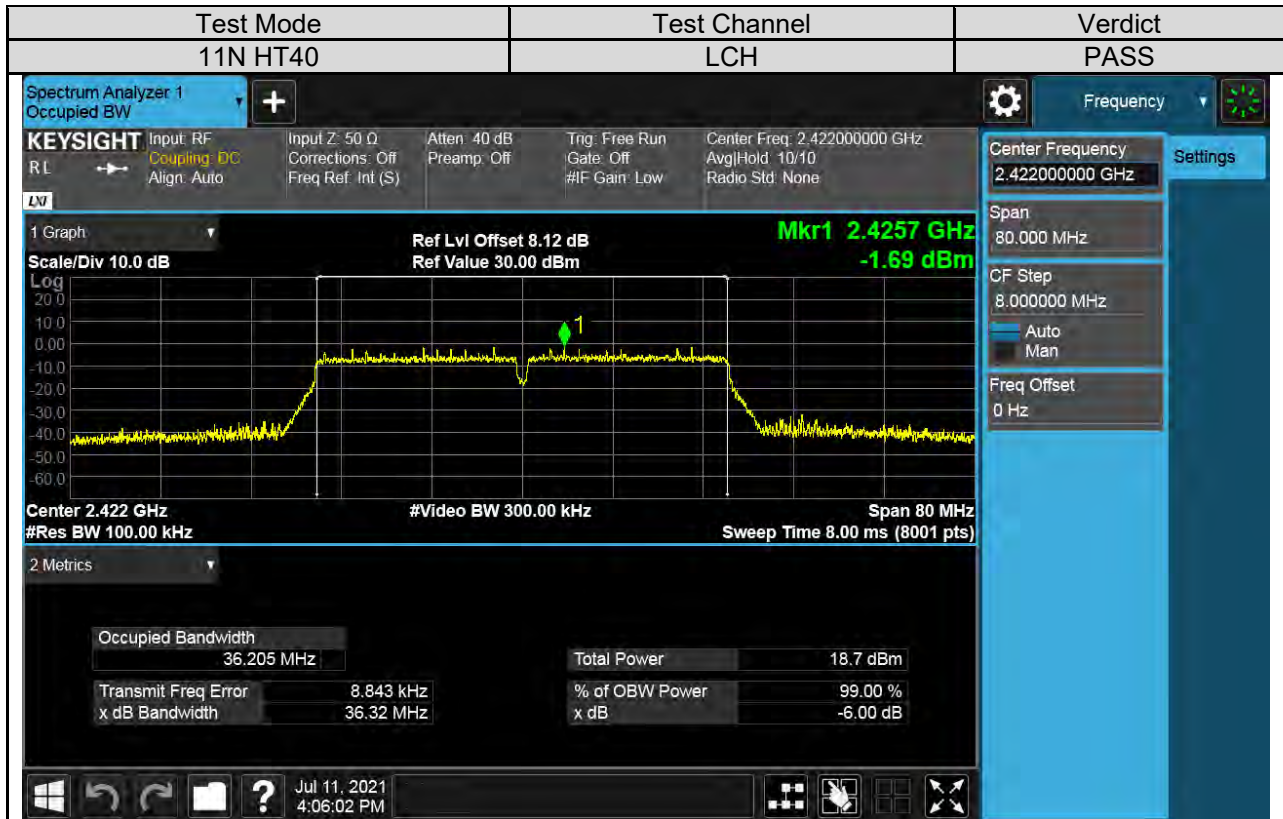 Test Mode Test Channel Verdict
11N HT40 LCH PASS
Spectrum Analyzer 1
Occupied BW
+
Frequency
KEYSIGHT Input: RF Input Z: 50 Ω Atten: 40 dB Trig: Free Run Center Freq: 2.422000000 GHz
Coupling: DC Corrections: Off Preamp: Off Gate: Off Avg|Hold: 10/10
RL Align: Auto Freq Ref: Int (S) #IF Gain: Low Radio Std: None
LXI
Center Frequency
2.422000000 GHz
Settings
Span
80.000 MHz
CF Step
8.000000 MHz
Auto
Man
Freq Offset
0 Hz
1 Graph
Ref Lvl Offset 8.12 dB
Mkr1 2.4257 GHz
Scale/Div 10.0 dB
Ref Value 30.00 dBm
-1.69 dBm
Log
20.0
10.0
1
0.00
-10.0
-20.0
-30.0
-40.0
-50.0
-60.0
Center 2.422 GHz #Video BW 300.00 kHz Span 80 MHz
#Res BW 100.00 kHz Sweep Time 8.00 ms (8001 pts)
2 Metrics
Occupied Bandwidth
36.205 MHz
Total Power 18.7 dBm
Transmit Freq Error 8.843 kHz % of OBW Power 99.00 %
x dB Bandwidth 36.32 MHz x dB -6.00 dB
? Jul 11, 2021
4:06:02 PM